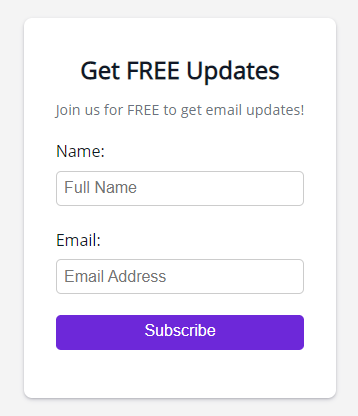 Get FREE Updates
Join us for FREE to get email updates!
Name:
Full Name
Email:
Email Address
Subscribe